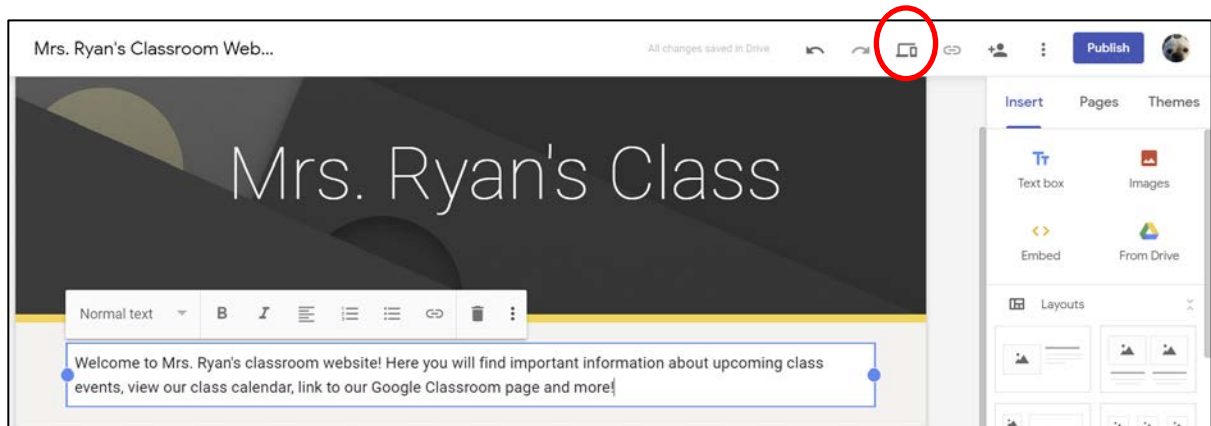 Mrs. Ryan's Classroom Web...
All changes saved in Drive
Publish
Insert Pages Themes
Mrs. Ryan's Class
Tт
Text box Images
Embed From Drive
Layouts
Normal text B I
Welcome to Mrs. Ryan's classroom website! Here you will find important information about upcoming class
events, view our class calendar, link to our Google Classroom page and more!